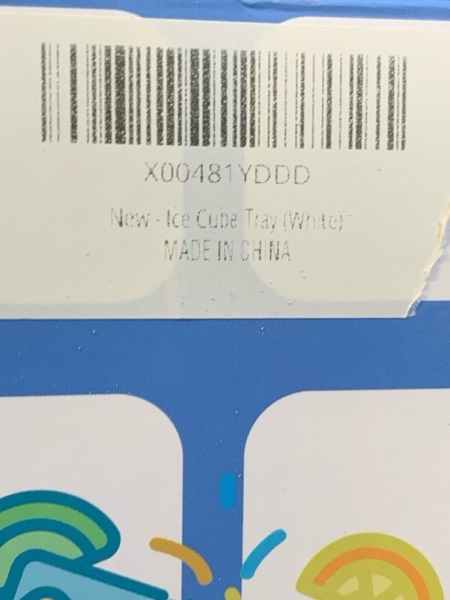 X00481YDDD
New - Ice Cube Tray (White)
MADE IN CHINA